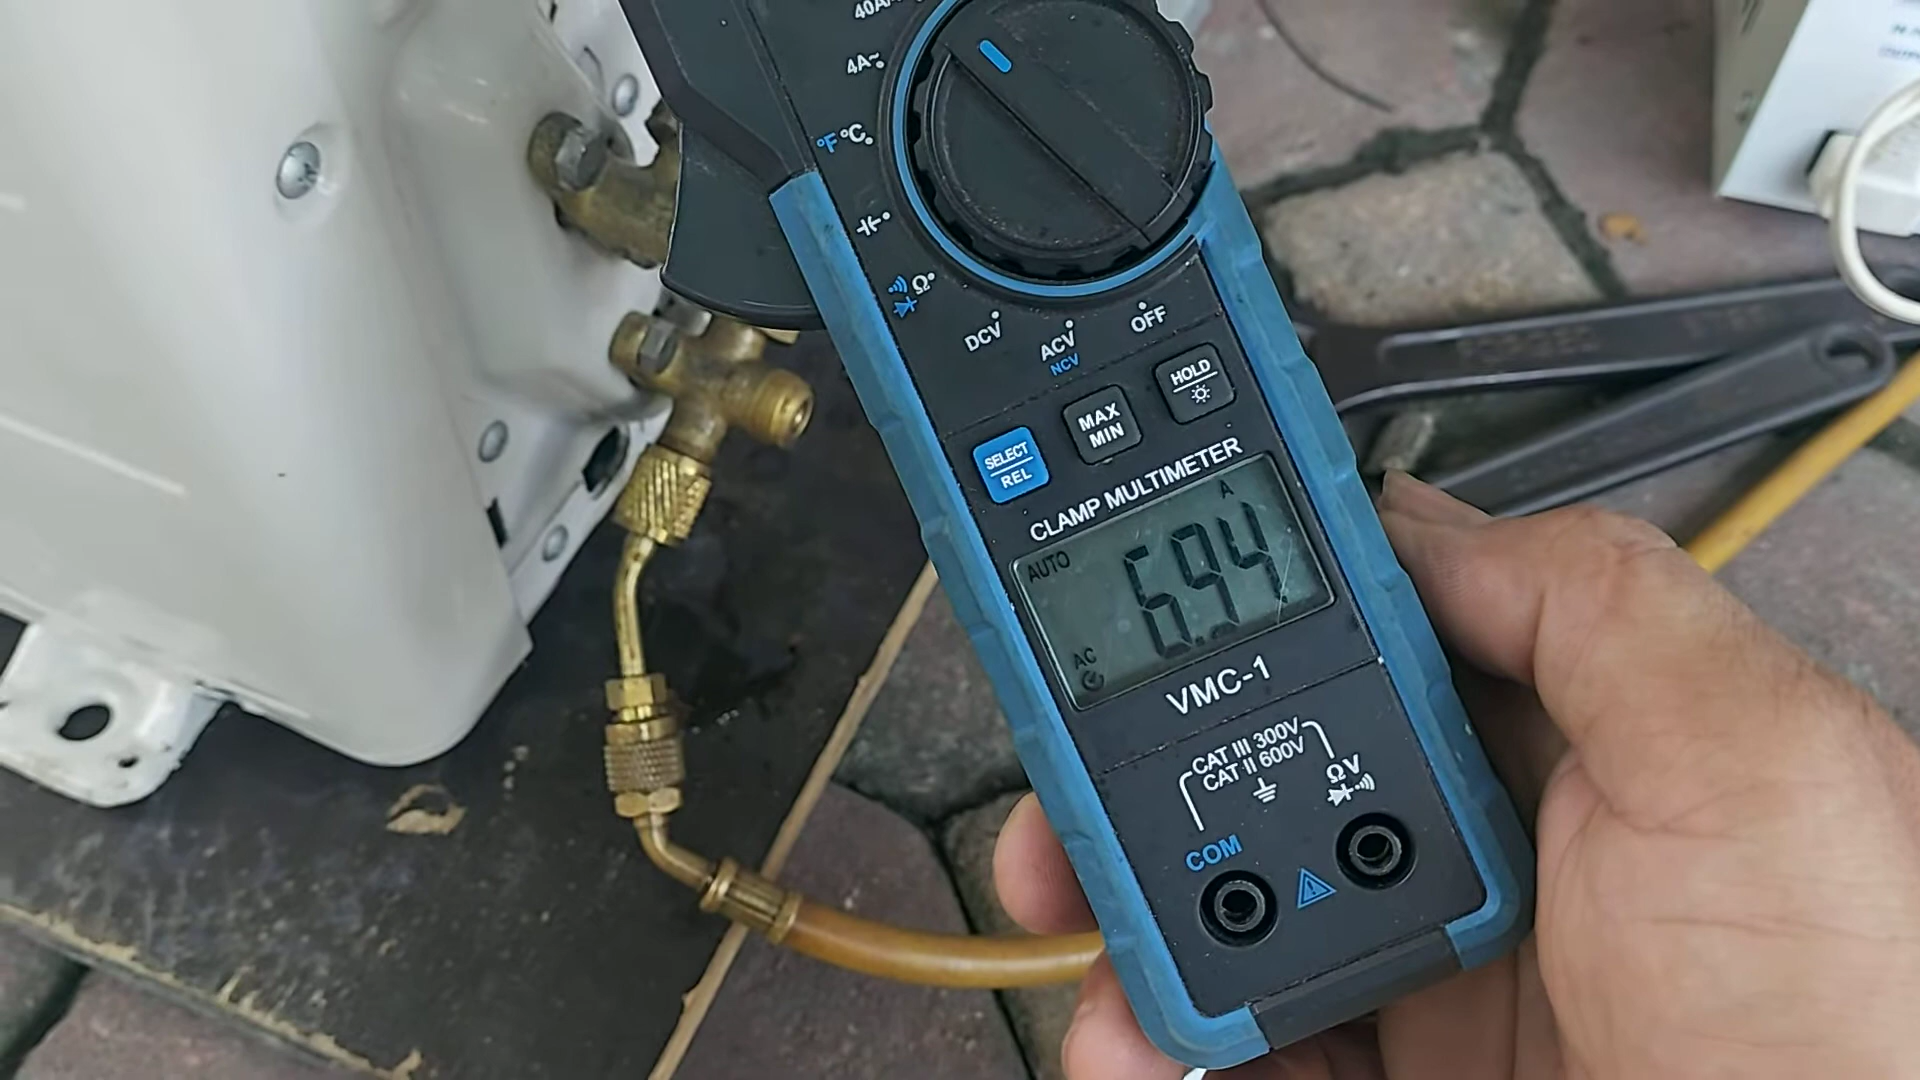 40A~
4A~
°F °C
Ω
DCV
ACV
NCV
OFF
HOLD
MAX
MIN
SELECT
REL
CLAMP MULTIMETER
A
AUTO
6.94
AC
VMC-1
CAT III 300V
CAT II 600V
ΩV
COM